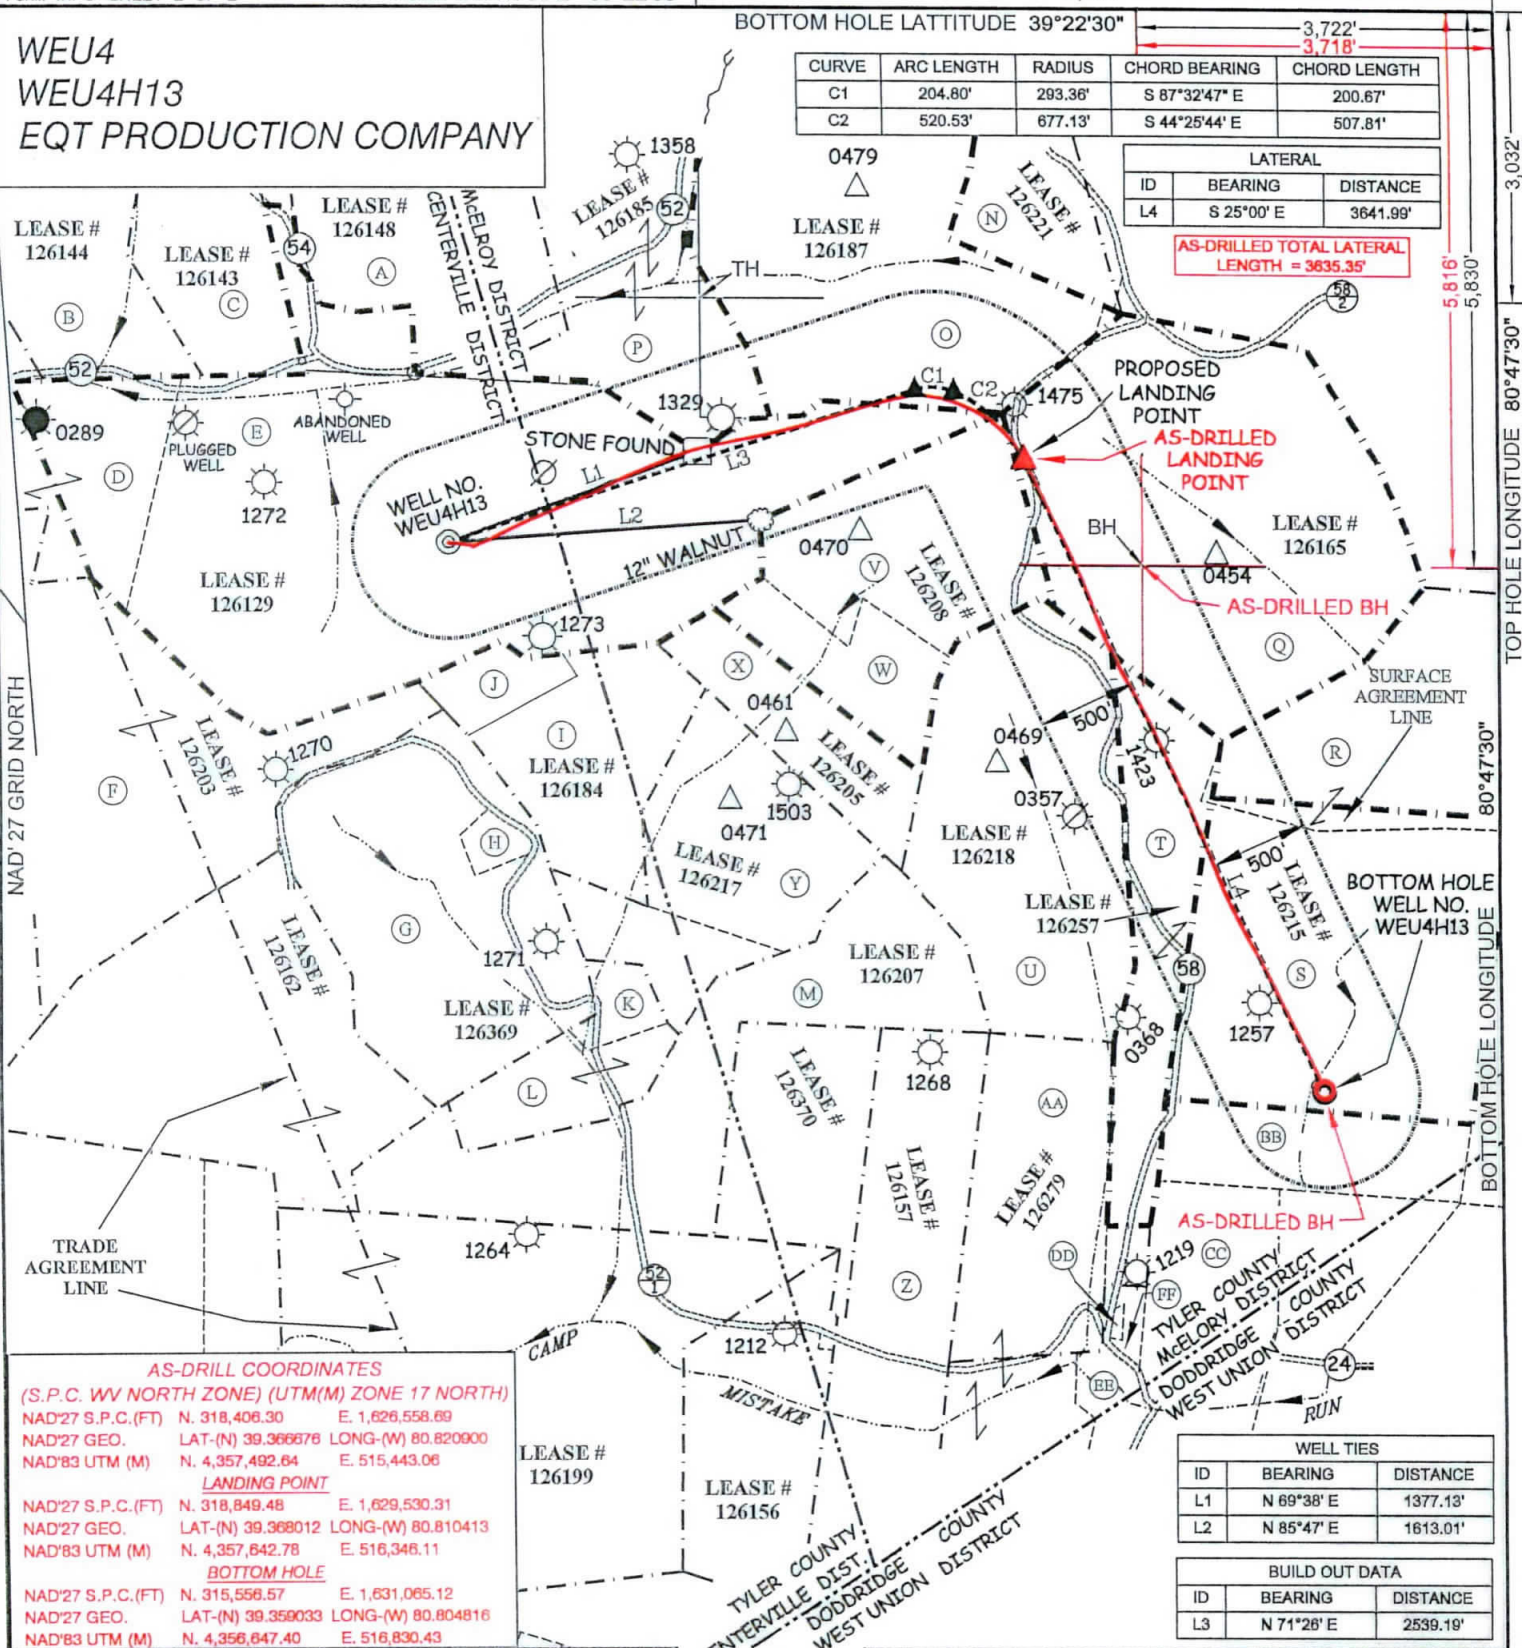 WEU4
WEU4H13
EQT PRODUCTION COMPANY
BOTTOM HOLE LATTITUDE 39°22'30"
3,722'
3,718'
CURVE ARC LENGTH RADIUS CHORD BEARING CHORD LENGTH
C1 204.80' 293.36' S 87°32'47" E 200.67'
C2 520.53' 677.13' S 44°25'44' E 507.81'
LATERAL
ID BEARING DISTANCE
L4 S 25°00' E 3641.99'
AS-DRILLED TOTAL LATERAL
LENGTH = 3635.35'
3,032'
5,816'
5,830'
TOP HOLE LONGITUDE 80°47'30"
BOTTOM HOLE LONGITUDE 80°47'30"
NAD' 27 GRID NORTH
LEASE #
126144
LEASE #
126143
LEASE #
126148
54
A
B
C
52
McELROY DISTRICT
CENTERVILLE DISTRICT
1358
LEASE #
126185
52
0479
LEASE #
126187
N
LEASE #
126221
TH
58
2
P
O
0289
PLUGGED
WELL
E
ABANDONED
WELL
D
1272
LEASE #
126129
1329
STONE FOUND
C1
C2
1475
PROPOSED
LANDING
POINT
AS-DRILLED
LANDING
POINT
L1
L3
WELL NO.
WEU4H13
L2
12" WALNUT
0470
V
LEASE #
126208
BH
LEASE #
126165
0454
AS-DRILLED BH
1273
Q
SURFACE
AGREEMENT
LINE
J
X
W
0461
500'
0469
R
LEASE #
126203
1270
F
I
LEASE #
126184
LEASE #
126205
1503
0471
1423
0357
LEASE #
126218
T
H
LEASE #
126217
Y
500'
L4
LEASE #
126215
BOTTOM HOLE
WELL NO.
WEU4H13
LEASE #
126257
G
LEASE #
126162
1271
LEASE #
126207
U
58
S
K
M
LEASE #
126369
0368
1257
L
LEASE #
126370
1268
AA
BB
LEASE #
126157
LEASE #
126279
AS-DRILLED BH
TRADE
AGREEMENT
LINE
1264
52
1
Z
DD
1219
CC
FF
1212
CAMP
MISTAKE
RUN
EE
24
TYLER COUNTY
McELORY DISTRICT
DODDRIDGE COUNTY
WEST UNION DISTRICT
LEASE #
126199
LEASE #
126156
TYLER COUNTY
ENTERVILLE DIST.
DODDRIDGE COUNTY
WEST UNION DISTRICT
AS-DRILL COORDINATES
(S.P.C. WV NORTH ZONE) (UTM(M) ZONE 17 NORTH)
NAD'27 S.P.C.(FT) N. 318,406.30 E. 1,626,558.69
NAD'27 GEO. LAT-(N) 39.366676 LONG-(W) 80.820900
NAD'83 UTM (M) N. 4,357,492.64 E. 515,443.06
LANDING POINT
NAD'27 S.P.C.(FT) N. 318,849.48 E. 1,629,530.31
NAD'27 GEO. LAT-(N) 39.368012 LONG-(W) 80.810413
NAD'83 UTM (M) N. 4,357,642.78 E. 516,346.11
BOTTOM HOLE
NAD'27 S.P.C.(FT) N. 315,556.57 E. 1,631,065.12
NAD'27 GEO. LAT-(N) 39.359033 LONG-(W) 80.804816
NAD'83 UTM (M) N. 4,356,647.40 E. 516,830.43
WELL TIES
ID BEARING DISTANCE
L1 N 69°38' E 1377.13'
L2 N 85°47' E 1613.01'
BUILD OUT DATA
ID BEARING DISTANCE
L3 N 71°26' E 2539.19'